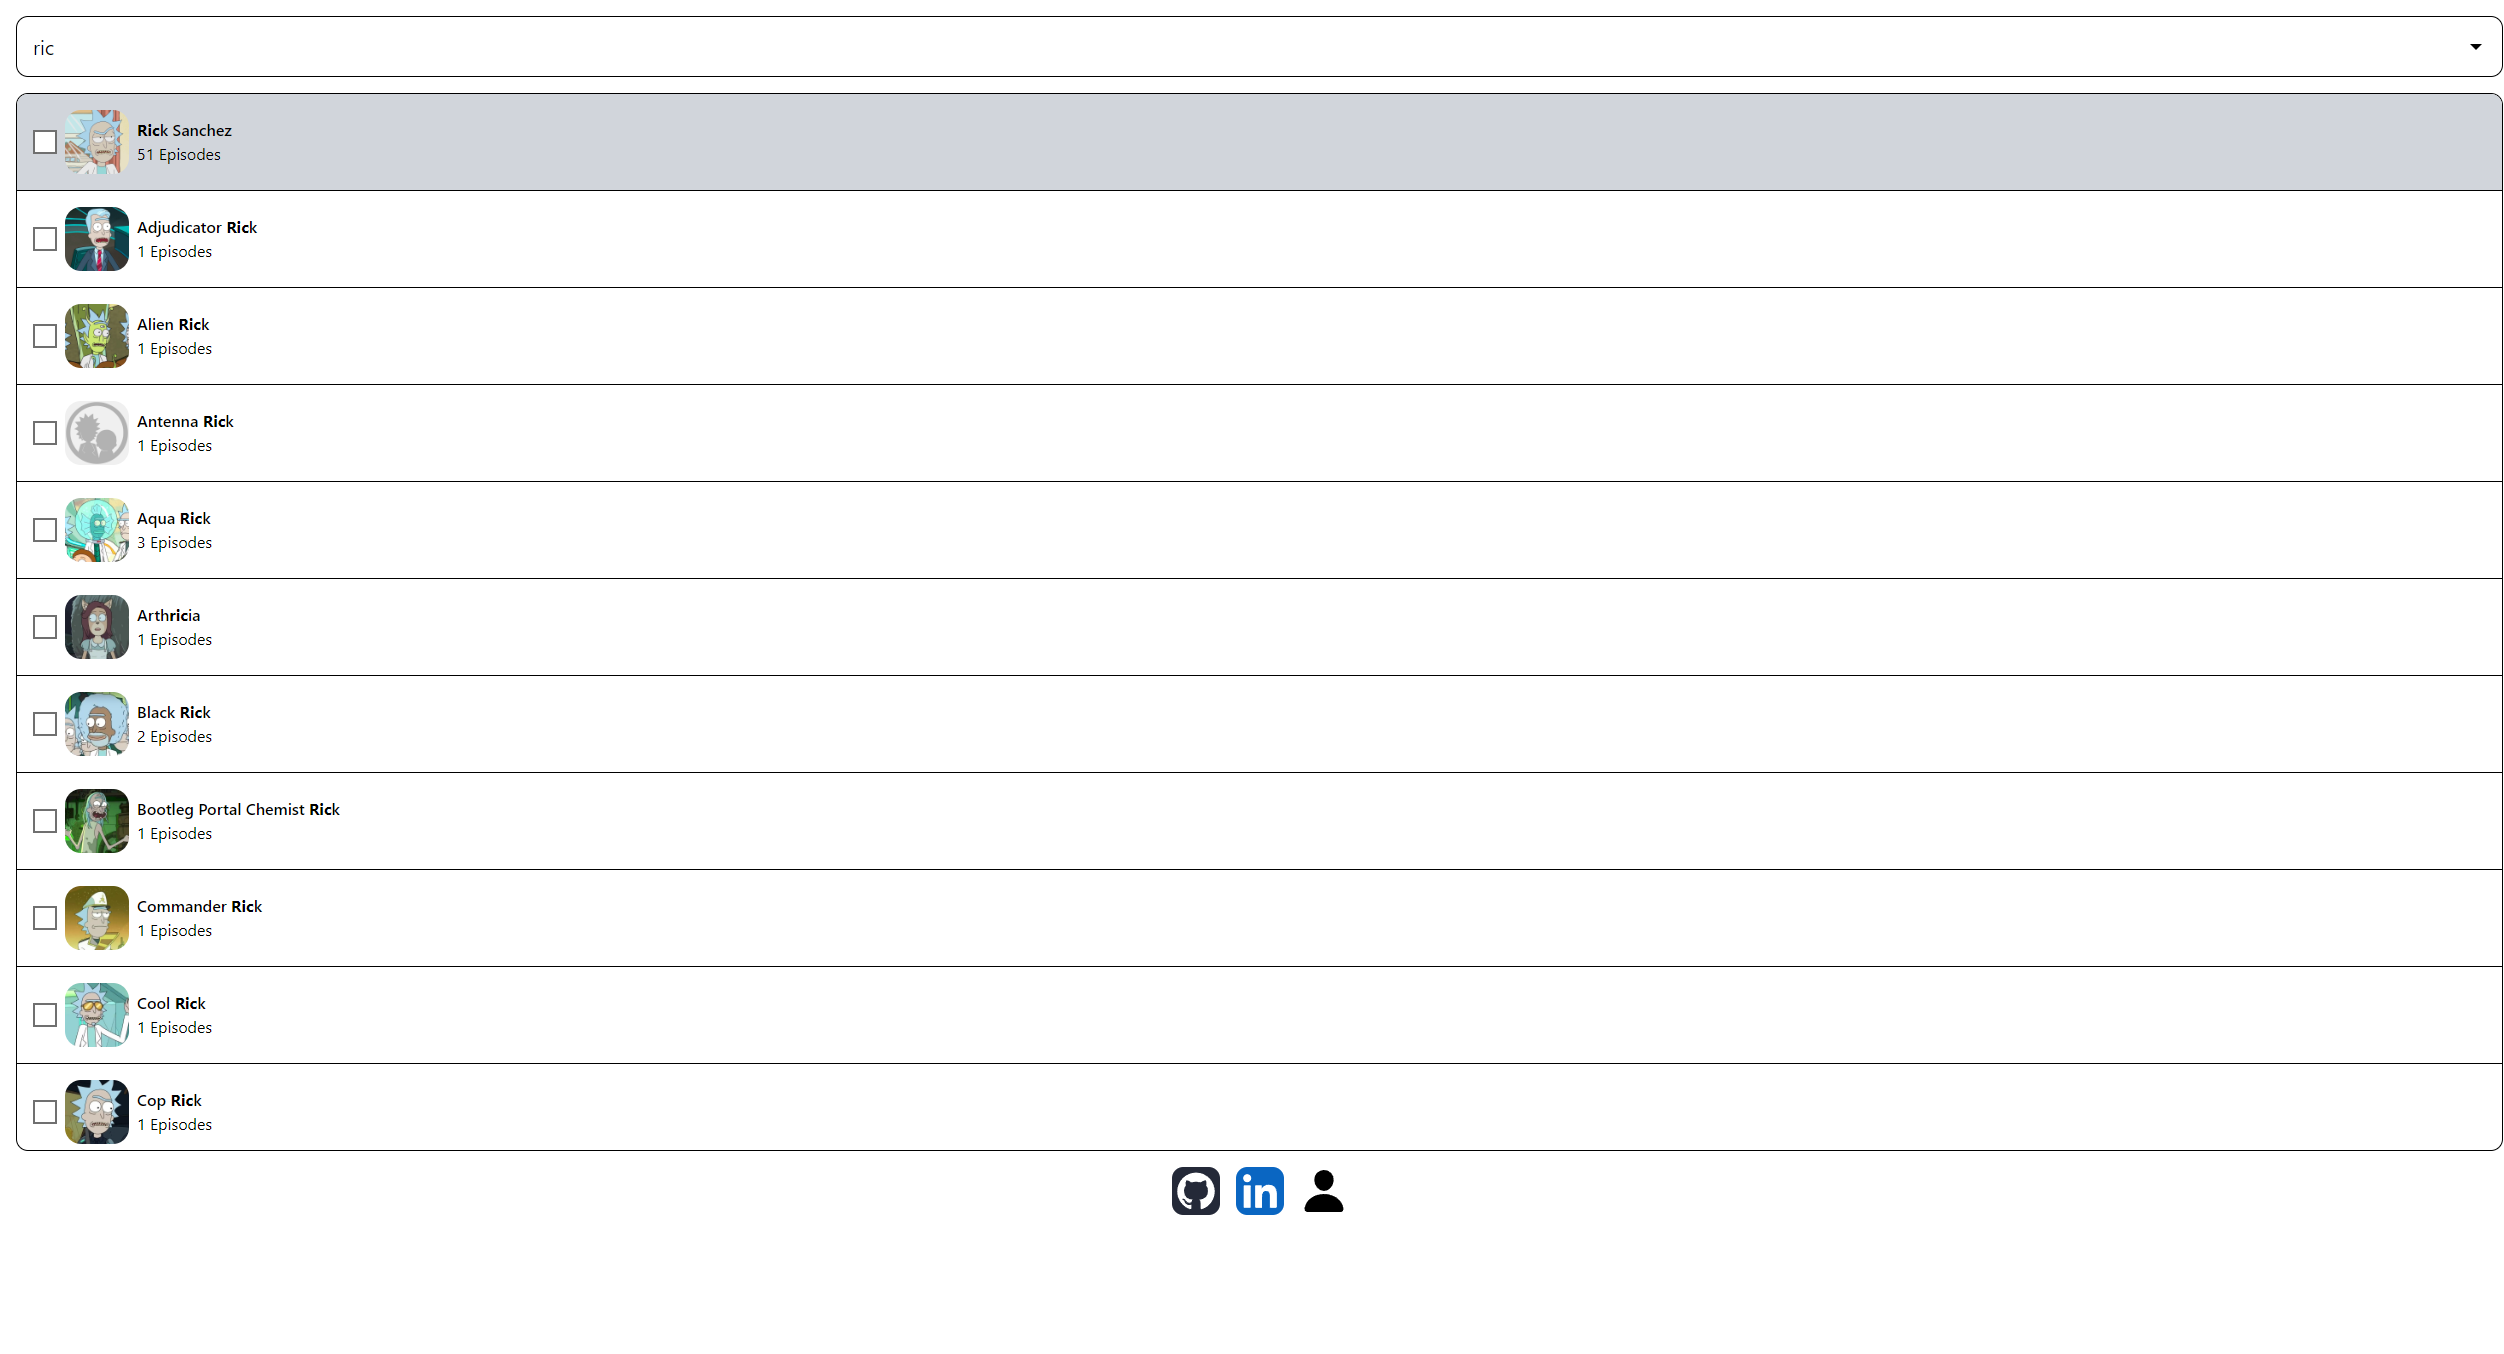 ric
Rick Sanchez
51 Episodes
Adjudicator Rick
1 Episodes
Alien Rick
1 Episodes
Antenna Rick
1 Episodes
Aqua Rick
3 Episodes
Arthricia
1 Episodes
Black Rick
2 Episodes
Bootleg Portal Chemist Rick
1 Episodes
Commander Rick
1 Episodes
Cool Rick
1 Episodes
Cop Rick
1 Episodes
in